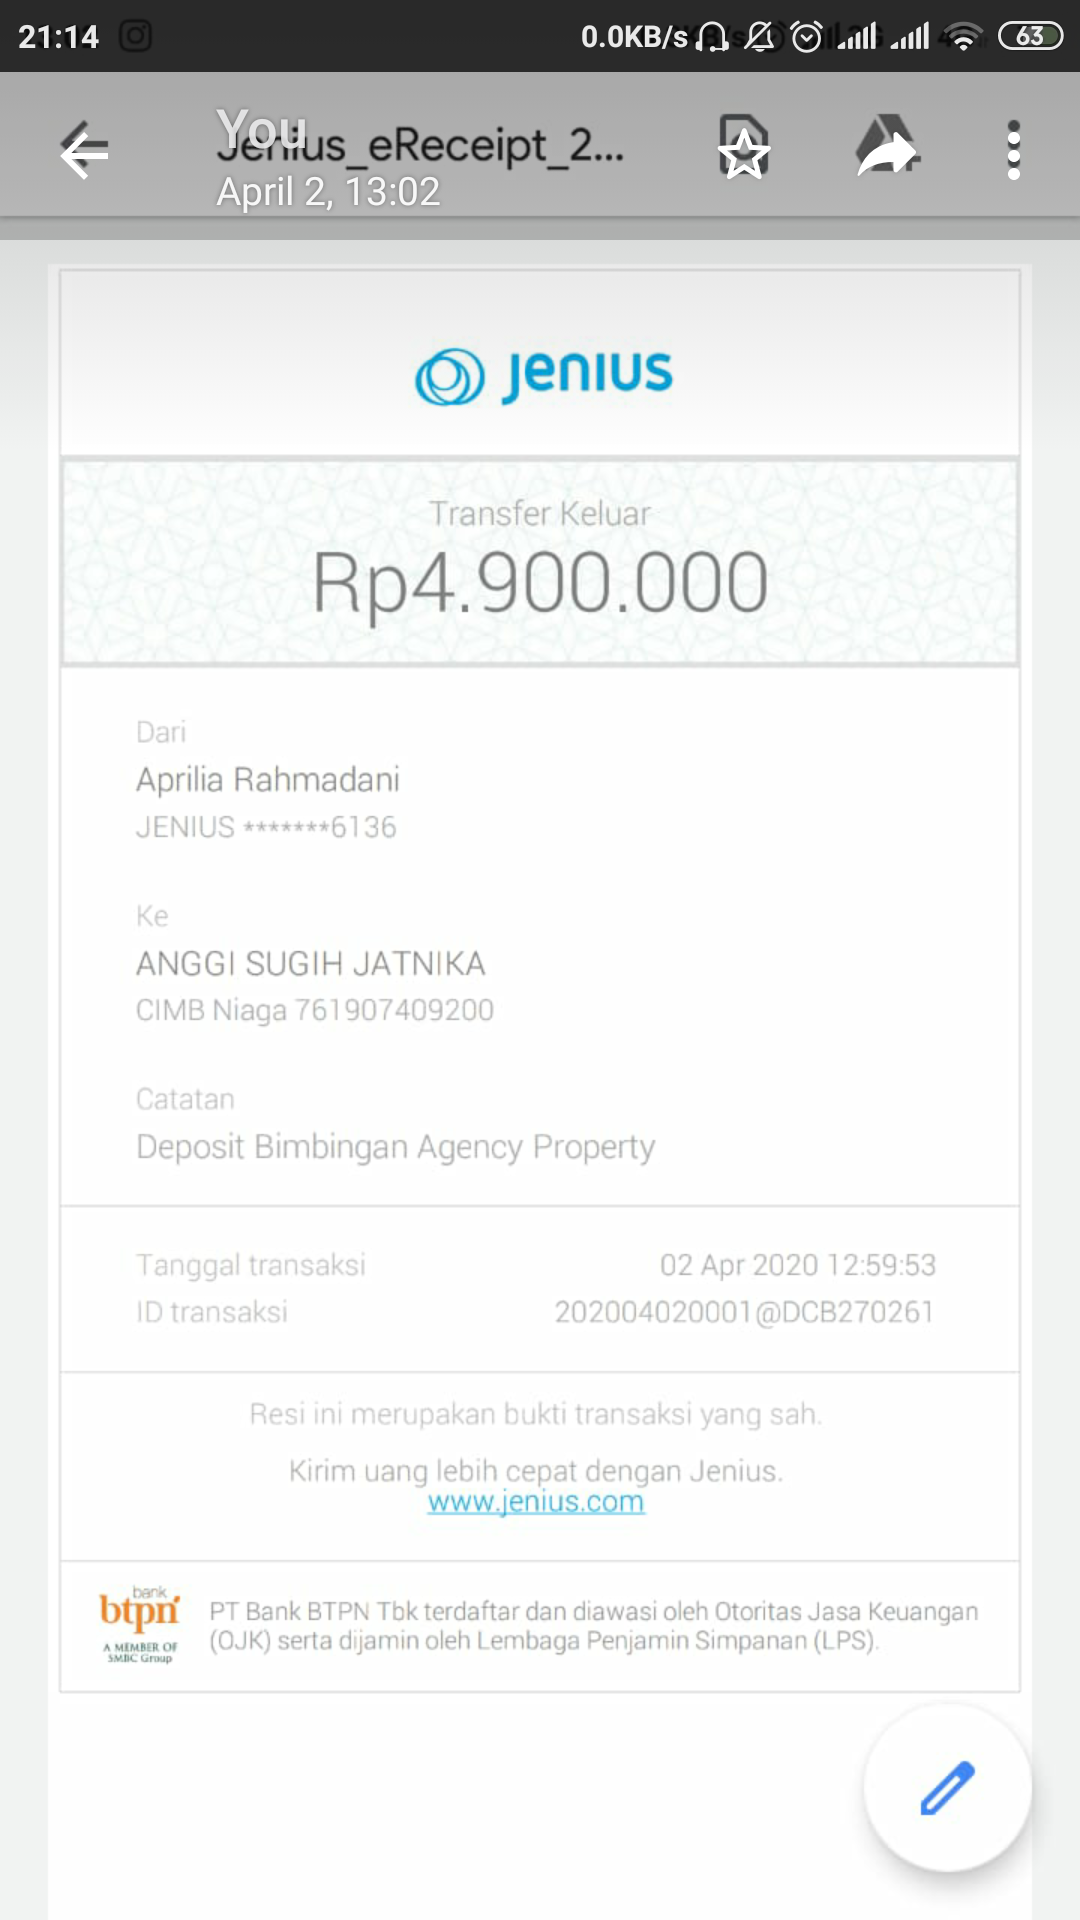 21:14
0.0KB/s
63
You
Jenius_eReceipt_2...
April 2, 13:02
jenius
Transfer Keluar
Rp4.900.000
Dari
Aprilia Rahmadani
JENIUS *******6136
Ke
ANGGI SUGIH JATNIKA
CIMB Niaga 761907409200
Catatan
Deposit Bimbingan Agency Property
Tanggal transaksi 02 Apr 2020 12:59:53
ID transaksi 202004020001@DCB270261
Resi ini merupakan bukti transaksi yang sah.
Kirim uang lebih cepat dengan Jenius.
www.jenius.com
bank
btpn
A MEMBER OF
SMBC Group
PT Bank BTPN Tbk terdaftar dan diawasi oleh Otoritas Jasa Keuangan
(OJK) serta dijamin oleh Lembaga Penjamin Simpanan (LPS).